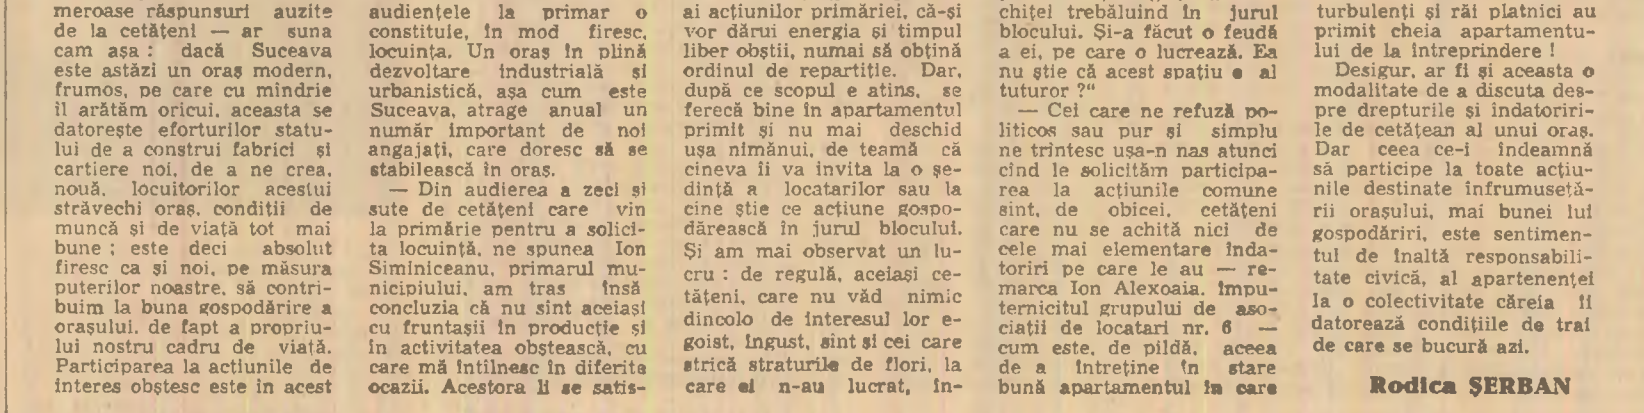 meroase răspunsuri auzite
de la cetățeni — ar suna
cam așa : dacă Suceava
este astăzi un oraș modern,
frumos, pe care cu mîndrie
îl arătăm oricui, aceasta se
datorește eforturilor statu-
lui de a construi fabrici și
cartiere noi, de a ne crea,
nouă, locuitorilor acestui
străvechi oraș, condiții de
muncă și de viață tot mai
bune ; este deci absolut
firesc ca și noi, pe măsura
puterilor noastre, să contri-
buim la buna gospodărire a
orașului, de fapt a propriu-
lui nostru cadru de viață.
Participarea la acțiunile de
interes obștesc este în acest
audiențele la primar o
constituie, în mod firesc,
locuința. Un oraș în plină
dezvoltare industrială și
urbanistică, așa cum este
Suceava, atrage anual un
număr important de noi
angajați, care doresc să se
stabilească în oraș.
— Din audierea a zeci și
sute de cetățeni care vin
la primărie pentru a solici-
ta locuință, ne spunea Ion
Siminiceanu, primarul mu-
nicipiului, am tras însă
concluzia că nu sînt aceiași
cu fruntașii în producție și
în activitatea obștească, cu
care mă întîlnesc în diferite
ocazii. Acestora li se satis-
ai acțiunilor primăriei, că-și
vor dărui energia și timpul
liber obștii, numai să obțină
ordinul de repartiție. Dar,
după ce scopul e atins, se
ferecă bine în apartamentul
primit și nu mai deschid
ușa nimănui, de teamă că
cineva îi va invita la o șe-
dință a locatarilor sau la
cine știe ce acțiune gospo-
dărească în jurul blocului.
Și am mai observat un lu-
cru : de regulă, aceiași ce-
tățeni, care nu văd nimic
dincolo de interesul lor e-
goist, îngust, sînt și cei care
strică straturile de flori, la
care ei n-au lucrat, în-
chiței trebăluind în jurul
blocului. Și-a făcut o feudă
a ei, pe care o lucrează. Ea
nu știe că acest spațiu e al
tuturor ?"
— Cei care ne refuză po-
liticos sau pur și simplu
ne trîntesc ușa-n nas atunci
cînd le solicităm participa-
rea la acțiunile comune
sînt, de obicei, cetățeni
care nu se achită nici de
cele mai elementare înda-
toriri pe care le au — re-
marca Ion Alexoaia, împu-
ternicitul grupului de aso-
ciații de locatari nr. 6 —
cum este, de pildă, aceea
de a întreține în stare
bună apartamentul în care
turbulenți și răi platnici au
primit cheia apartamentu-
lui de la întreprindere !
Desigur, ar fi și aceasta o
modalitate de a discuta des-
pre drepturile și îndatoriri-
le de cetățean al unui oraș.
Dar ceea ce-i îndeamnă
să participe la toate acțiu-
nile destinate înfrumusețā-
rii orașului, mai bunei lui
gospodăriri, este sentimen-
tul de înaltă responsabili-
tate civică, al apartenenței
la o colectivitate căreia îi
datorează condițiile de trai
de care se bucură azi.
Rodica ȘERBAN